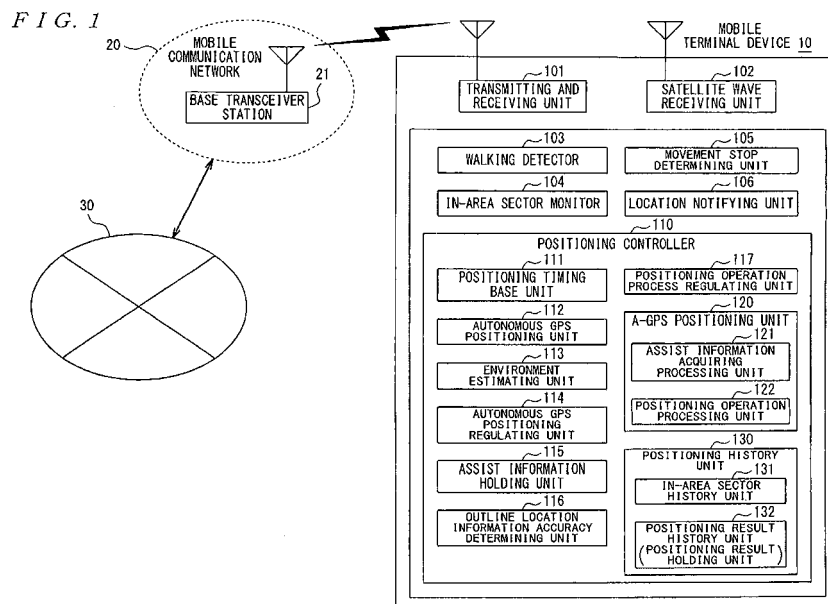 FIG. 1
20
MOBILE
COMMUNICATION
NETWORK
21
BASE TRANSCEIVER
STATION
30
MOBILE
TERMINAL DEVICE 10
101
TRANSMITTING AND
RECEIVING UNIT
102
SATELLITE WAVE
RECEIVING UNIT
103
WALKING DETECTOR
105
MOVEMENT STOP
DETERMINING UNIT
104
IN-AREA SECTOR MONITOR
106
LOCATION NOTIFYING UNIT
110
POSITIONING CONTROLLER
111
POSITIONING TIMING
BASE UNIT
112
AUTONOMOUS GPS
POSITIONING UNIT
113
ENVIRONMENT
ESTIMATING UNIT
114
AUTONOMOUS GPS
POSITIONING
REGULATING UNIT
115
ASSIST INFORMATION
HOLDING UNIT
116
OUTLINE LOCATION
INFORMATION ACCURACY
DETERMINING UNIT
117
POSITIONING OPERATION
PROCESS REGULATING UNIT
120
A-GPS POSITIONING UNIT
121
ASSIST INFORMATION
ACQUIRING
PROCESSING UNIT
122
POSITIONING OPERATION
PROCESSING UNIT
130
POSITIONING HISTORY
UNIT
131
IN-AREA SECTOR
HISTORY UNIT
132
POSITIONING RESULT
HISTORY UNIT
(POSITIONING RESULT
HOLDING UNIT)